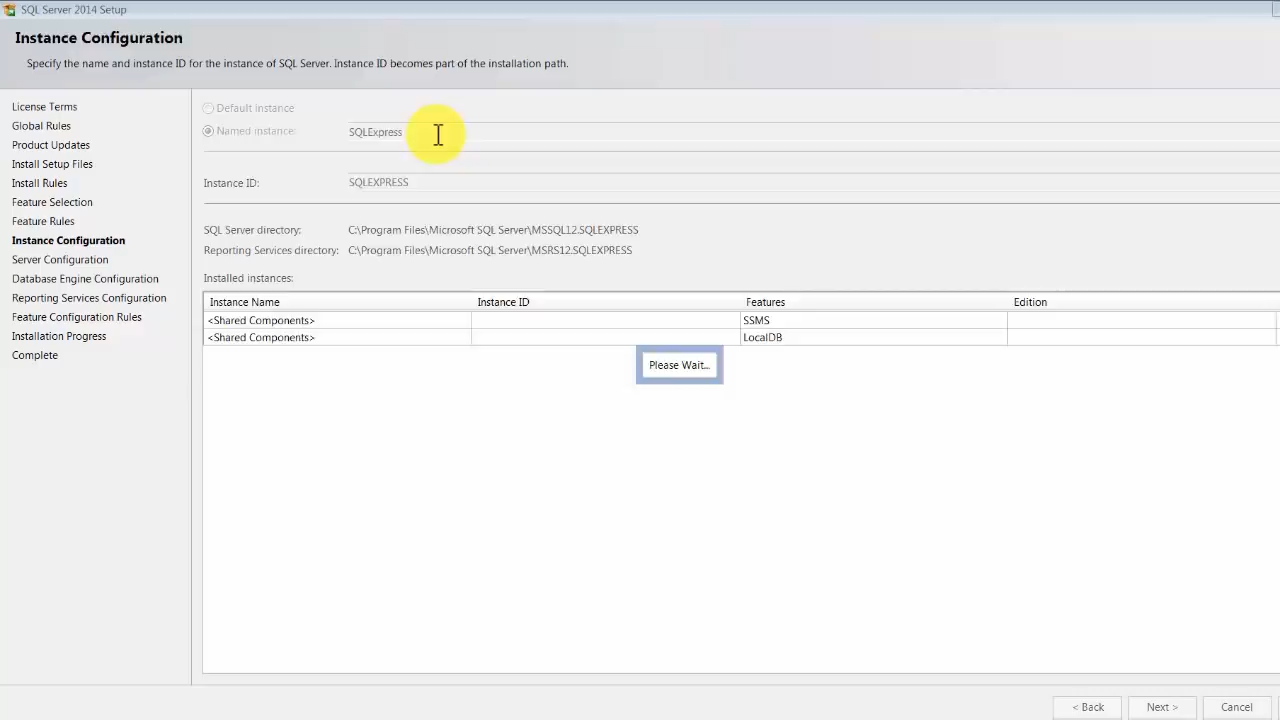 SQL Server 2014 Setup
Instance Configuration
Specify the name and instance ID for the instance of SQL Server. Instance ID becomes part of the installation path.
License Terms
Global Rules
Product Updates
Install Setup Files
Install Rules
Feature Selection
Feature Rules
Instance Configuration
Server Configuration
Database Engine Configuration
Reporting Services Configuration
Feature Configuration Rules
Installation Progress
Complete
Default instance
Named instance: SQLExpress
Instance ID: SQLEXPRESS
SQL Server directory: C:\Program Files\Microsoft SQL Server\MSSQL12.SQLEXPRESS
Reporting Services directory: C:\Program Files\Microsoft SQL Server\MSRS12.SQLEXPRESS
Installed instances:
Instance Name Instance ID Features Edition
<Shared Components> SSMS
<Shared Components> LocalDB
Please Wait...
< Back Next > Cancel